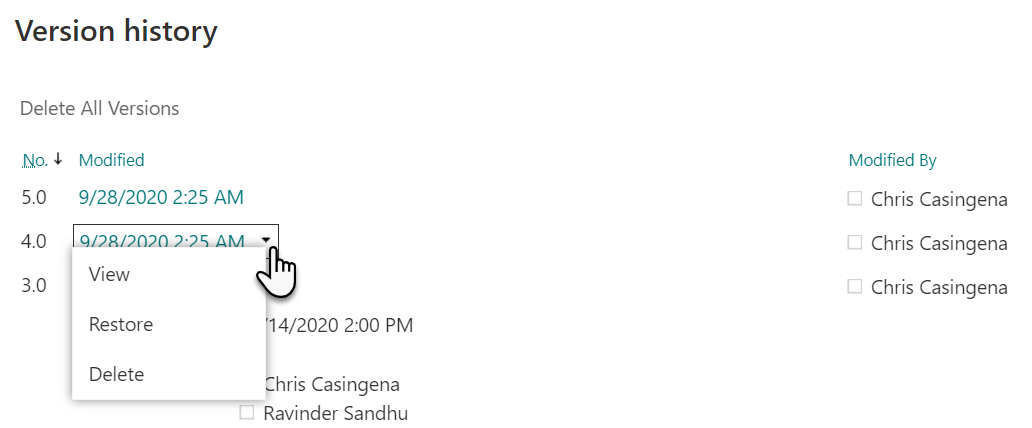 Version history
Delete All Versions
No. ↓ Modified Modified By
5.0 9/28/2020 2:25 AM Chris Casingena
4.0 9/28/2020 2:25 AM Chris Casingena
View
3.0 Chris Casingena
Restore /14/2020 2:00 PM
Delete Chris Casingena
Ravinder Sandhu